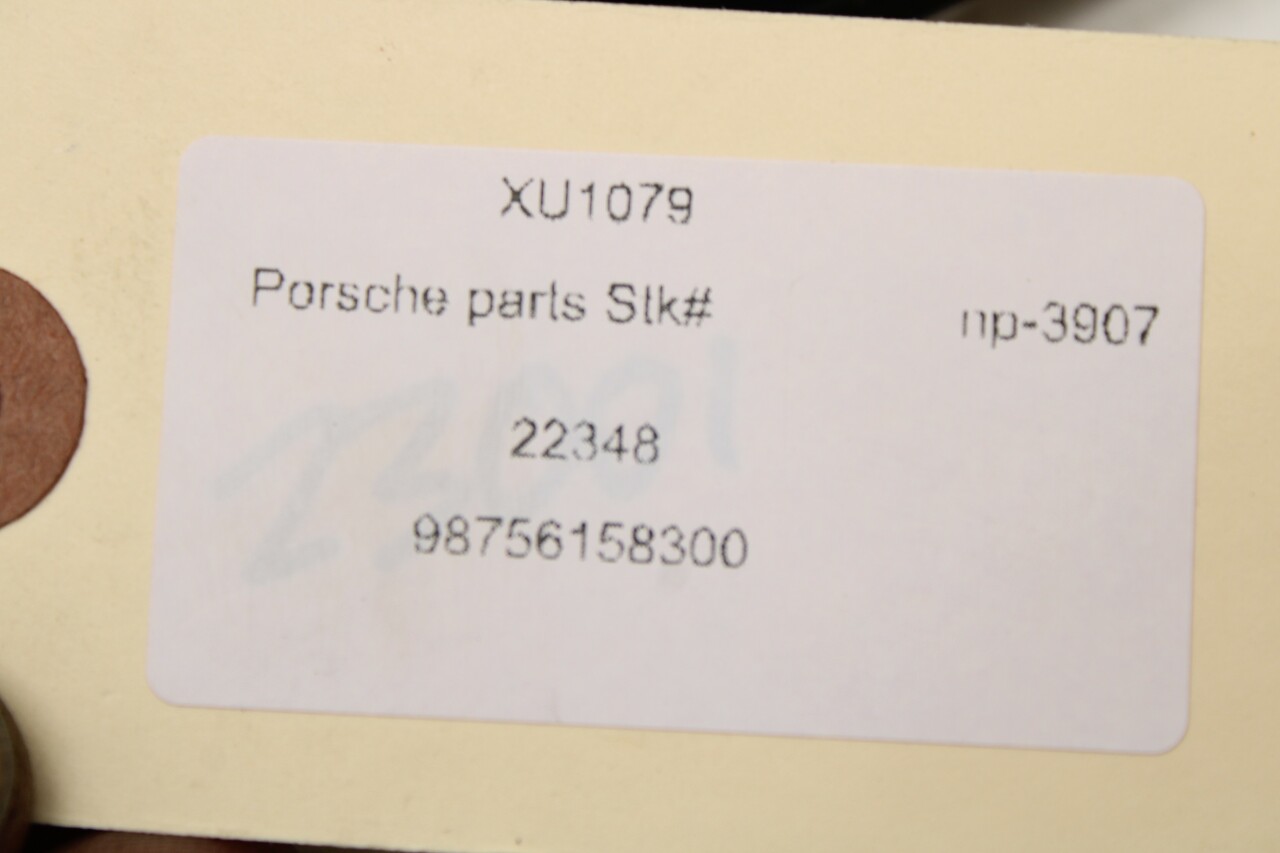 XU1079
Porsche parts Stk# np-3907
22348
98756158300